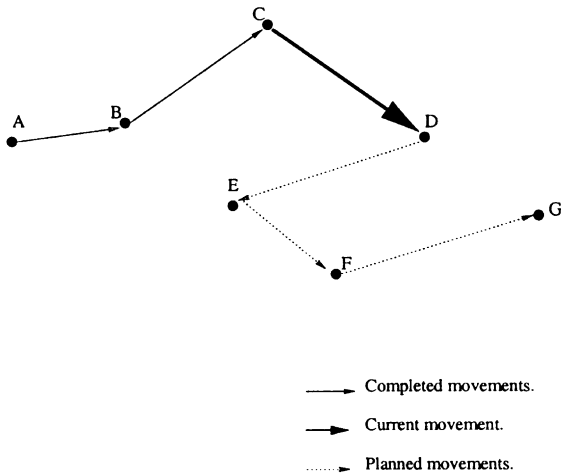 C
B
A
D
E
G
F
Completed movements.
Current movement.
Planned movements.